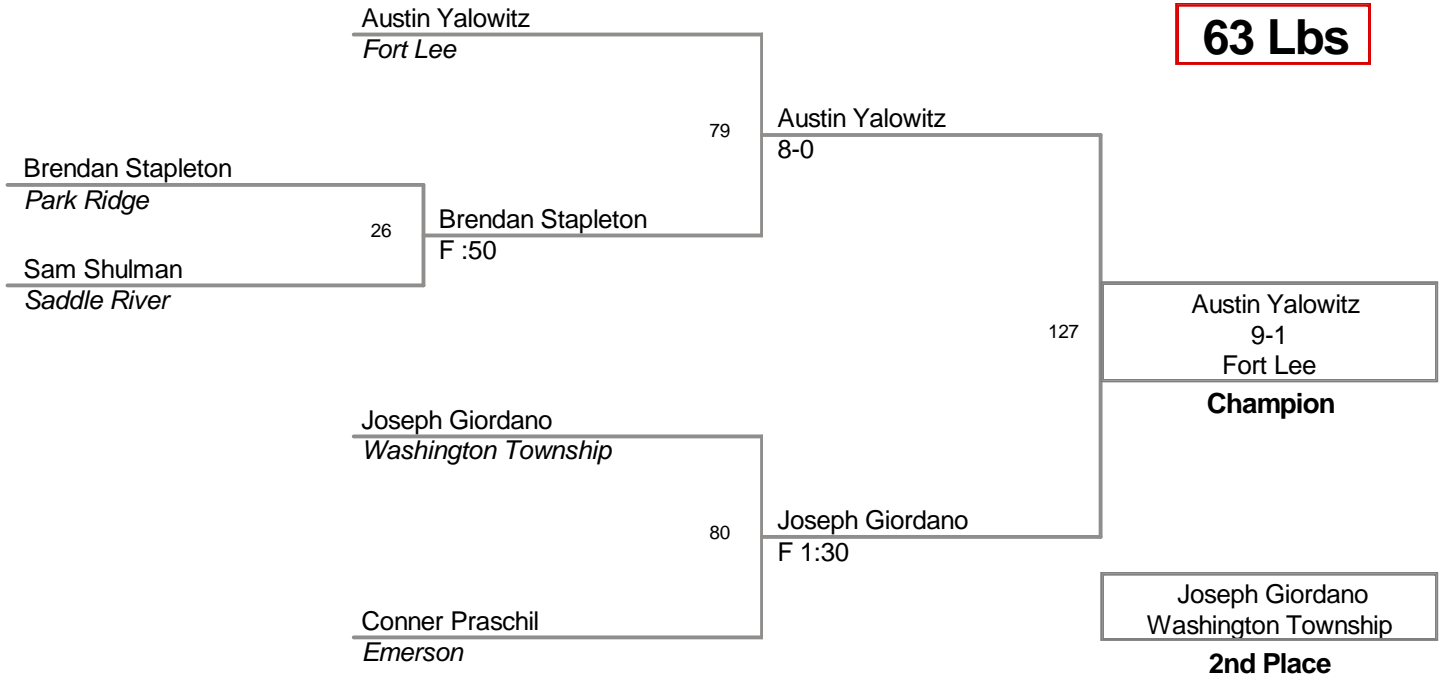 Austin Yalowitz
Fort Lee
63 Lbs
79
Austin Yalowitz
8-0
Brendan Stapleton
Park Ridge
26
Brendan Stapleton
F :50
Sam Shulman
Saddle River
127
Austin Yalowitz
9-1
Fort Lee
Champion
Joseph Giordano
Washington Township
80
Joseph Giordano
F 1:30
Conner Praschil
Emerson
Joseph Giordano
Washington Township
2nd Place